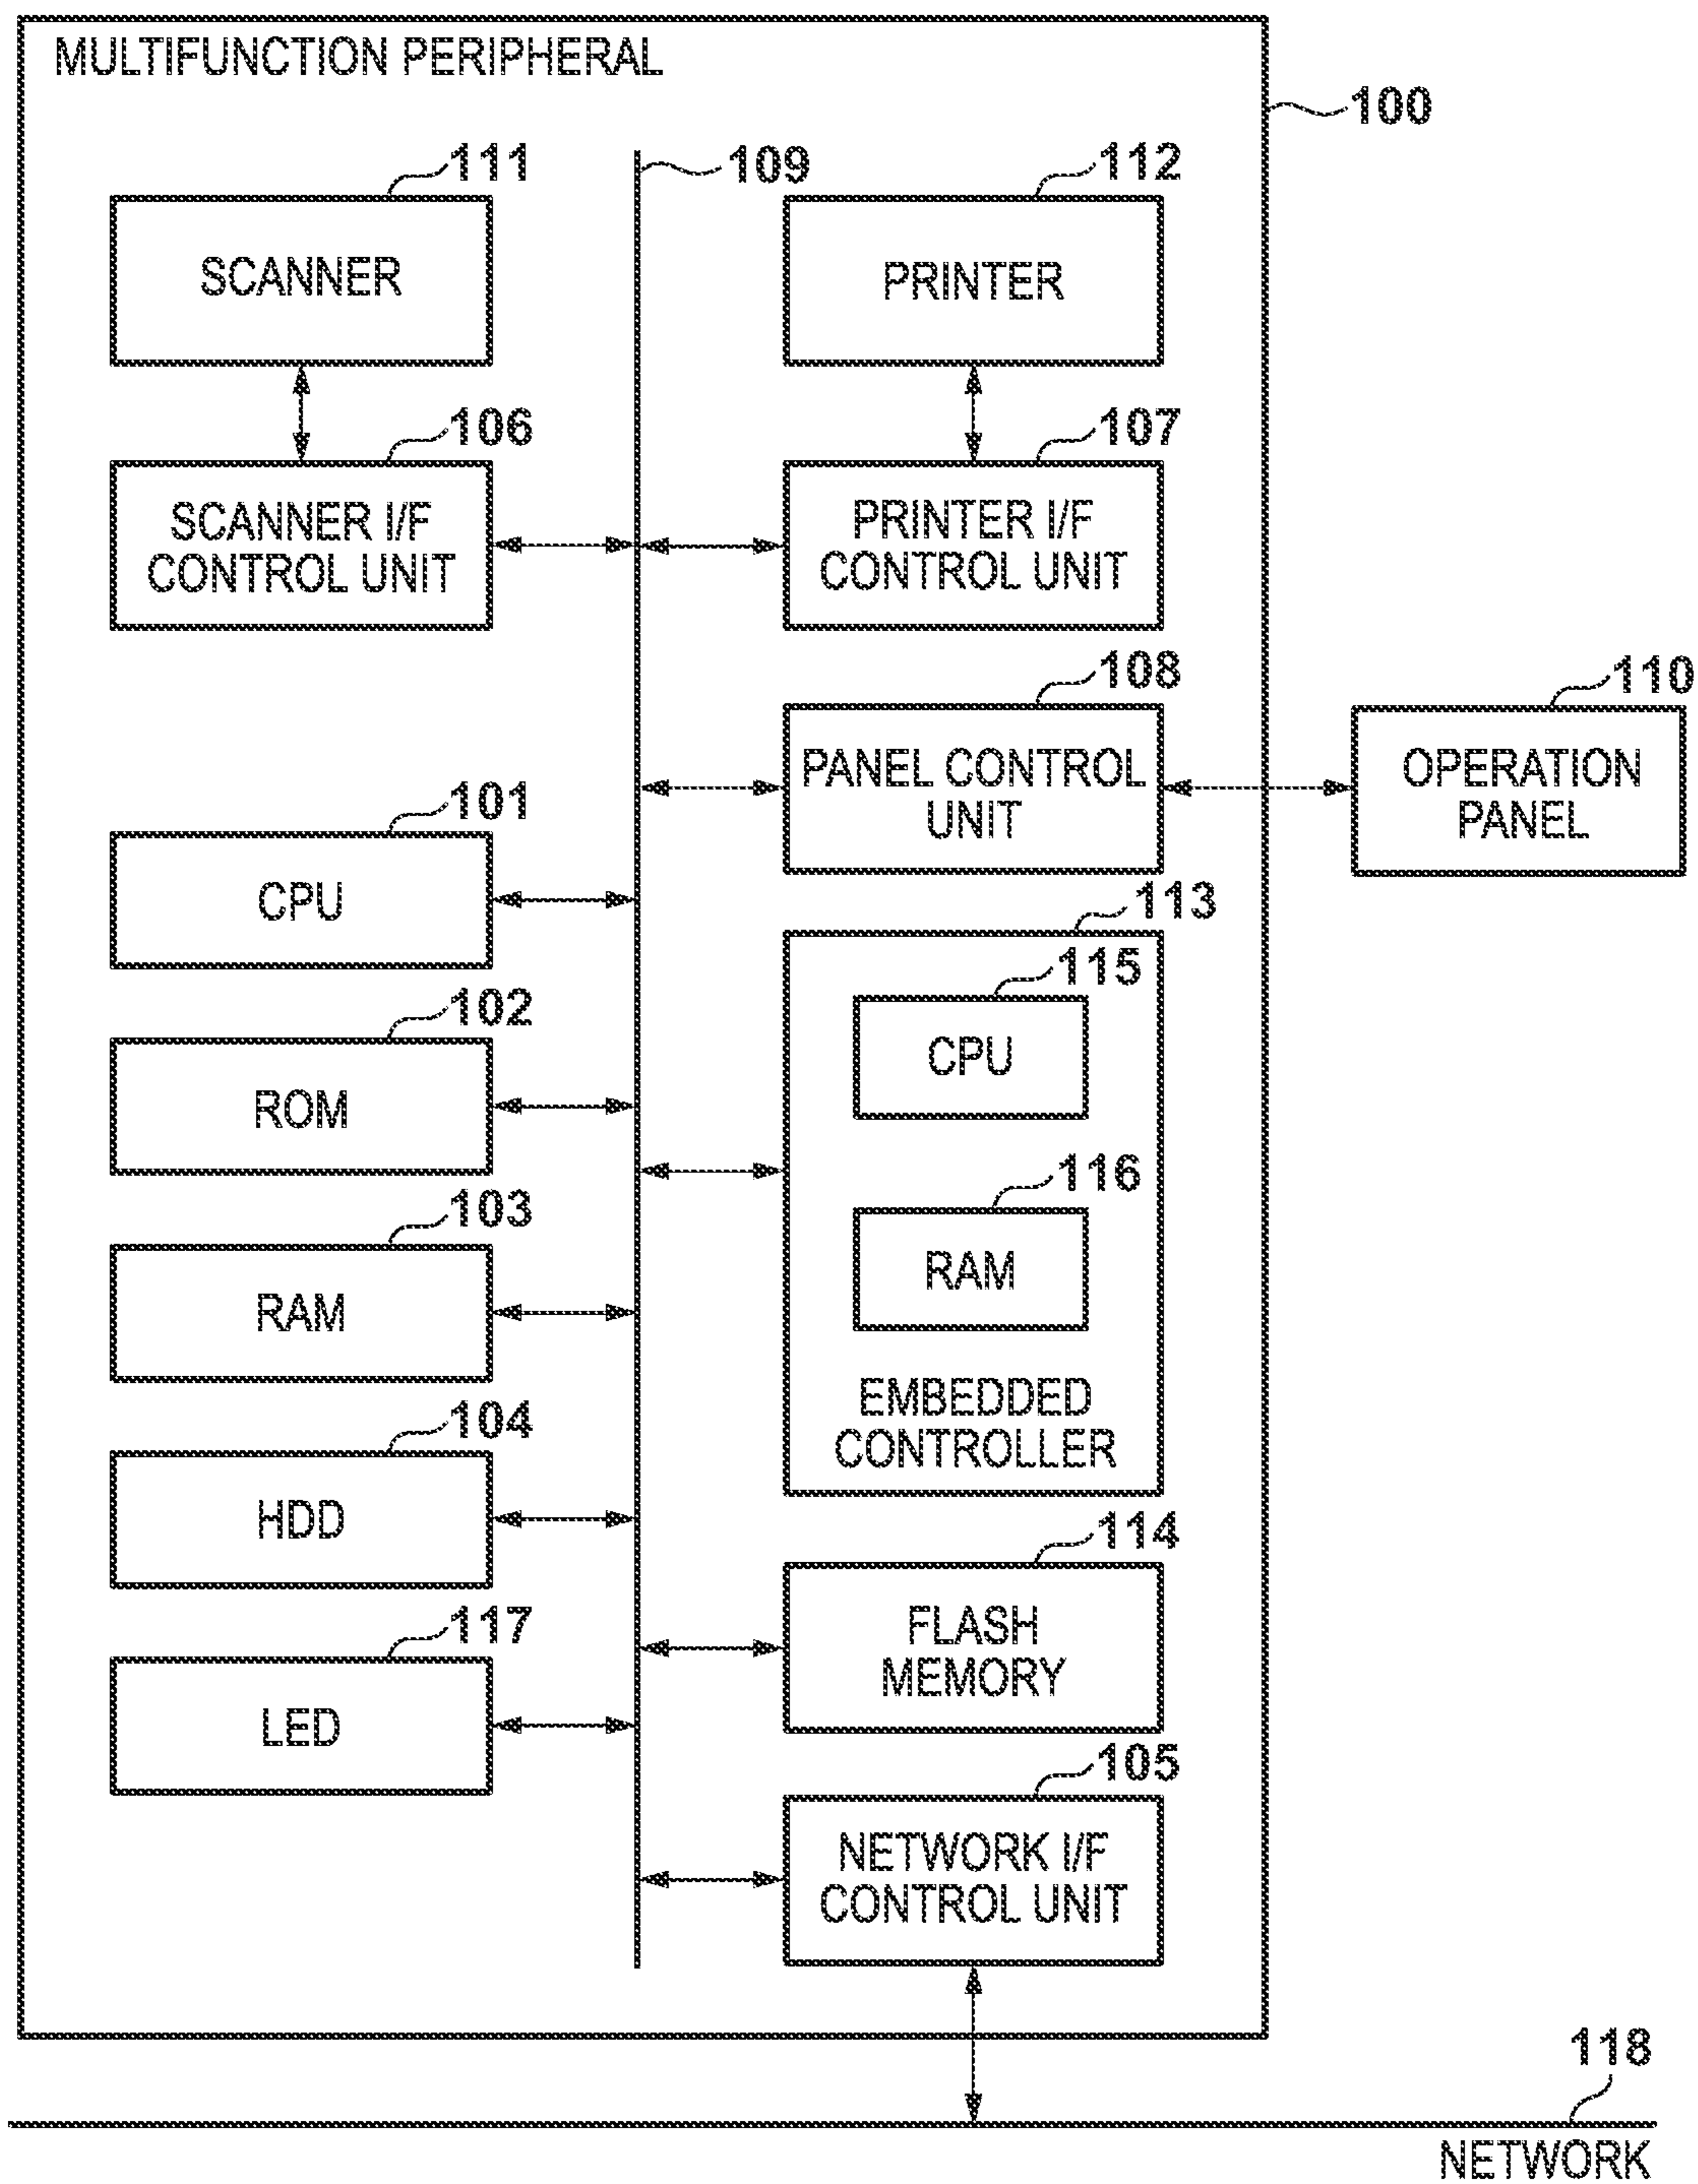 MULTIFUNCTION PERIPHERAL
100
111
109
112
SCANNER
PRINTER
106
107
SCANNER I/F
CONTROL UNIT
PRINTER I/F
CONTROL UNIT
108
110
PANEL CONTROL
UNIT
OPERATION
PANEL
101
CPU
113
115
CPU
102
ROM
116
RAM
103
RAM
EMBEDDED
CONTROLLER
104
HDD
114
FLASH
MEMORY
117
LED
105
NETWORK I/F
CONTROL UNIT
118
NETWORK